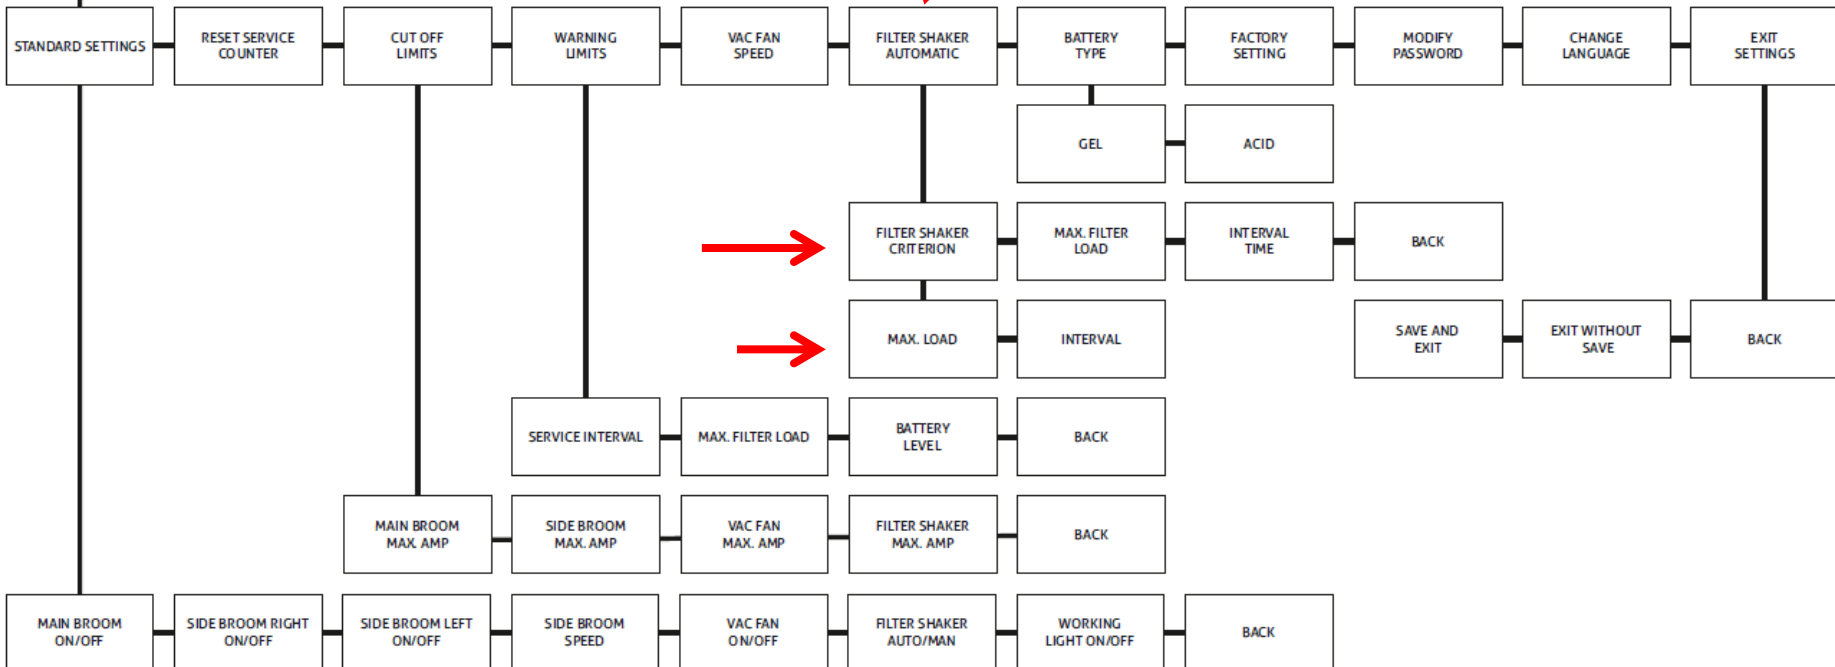 STANDARD SETTINGS
RESET SERVICE
COUNTER
CUT OFF
LIMITS
WARNING
LIMITS
VAC FAN
SPEED
FILTER SHAKER
AUTOMATIC
BATTERY
TYPE
FACTORY
SETTING
MODIFY
PASSWORD
CHANGE
LANGUAGE
EXIT
SETTINGS
GEL
ACID
FILTER SHAKER
CRITERION
MAX. FILTER
LOAD
INTERVAL
TIME
BACK
MAX. LOAD
INTERVAL
SAVE AND
EXIT
EXIT WITHOUT
SAVE
BACK
SERVICE INTERVAL
MAX. FILTER LOAD
BATTERY
LEVEL
BACK
MAIN BROOM
MAX. AMP
SIDE BROOM
MAX. AMP
VAC FAN
MAX. AMP
FILTER SHAKER
MAX. AMP
BACK
MAIN BROOM
ON/OFF
SIDE BROOM RIGHT
ON/OFF
SIDE BROOM LEFT
ON/OFF
SIDE BROOM
SPEED
VAC FAN
ON/OFF
FILTER SHAKER
AUTO/MAN
WORKING
LIGHT ON/OFF
BACK